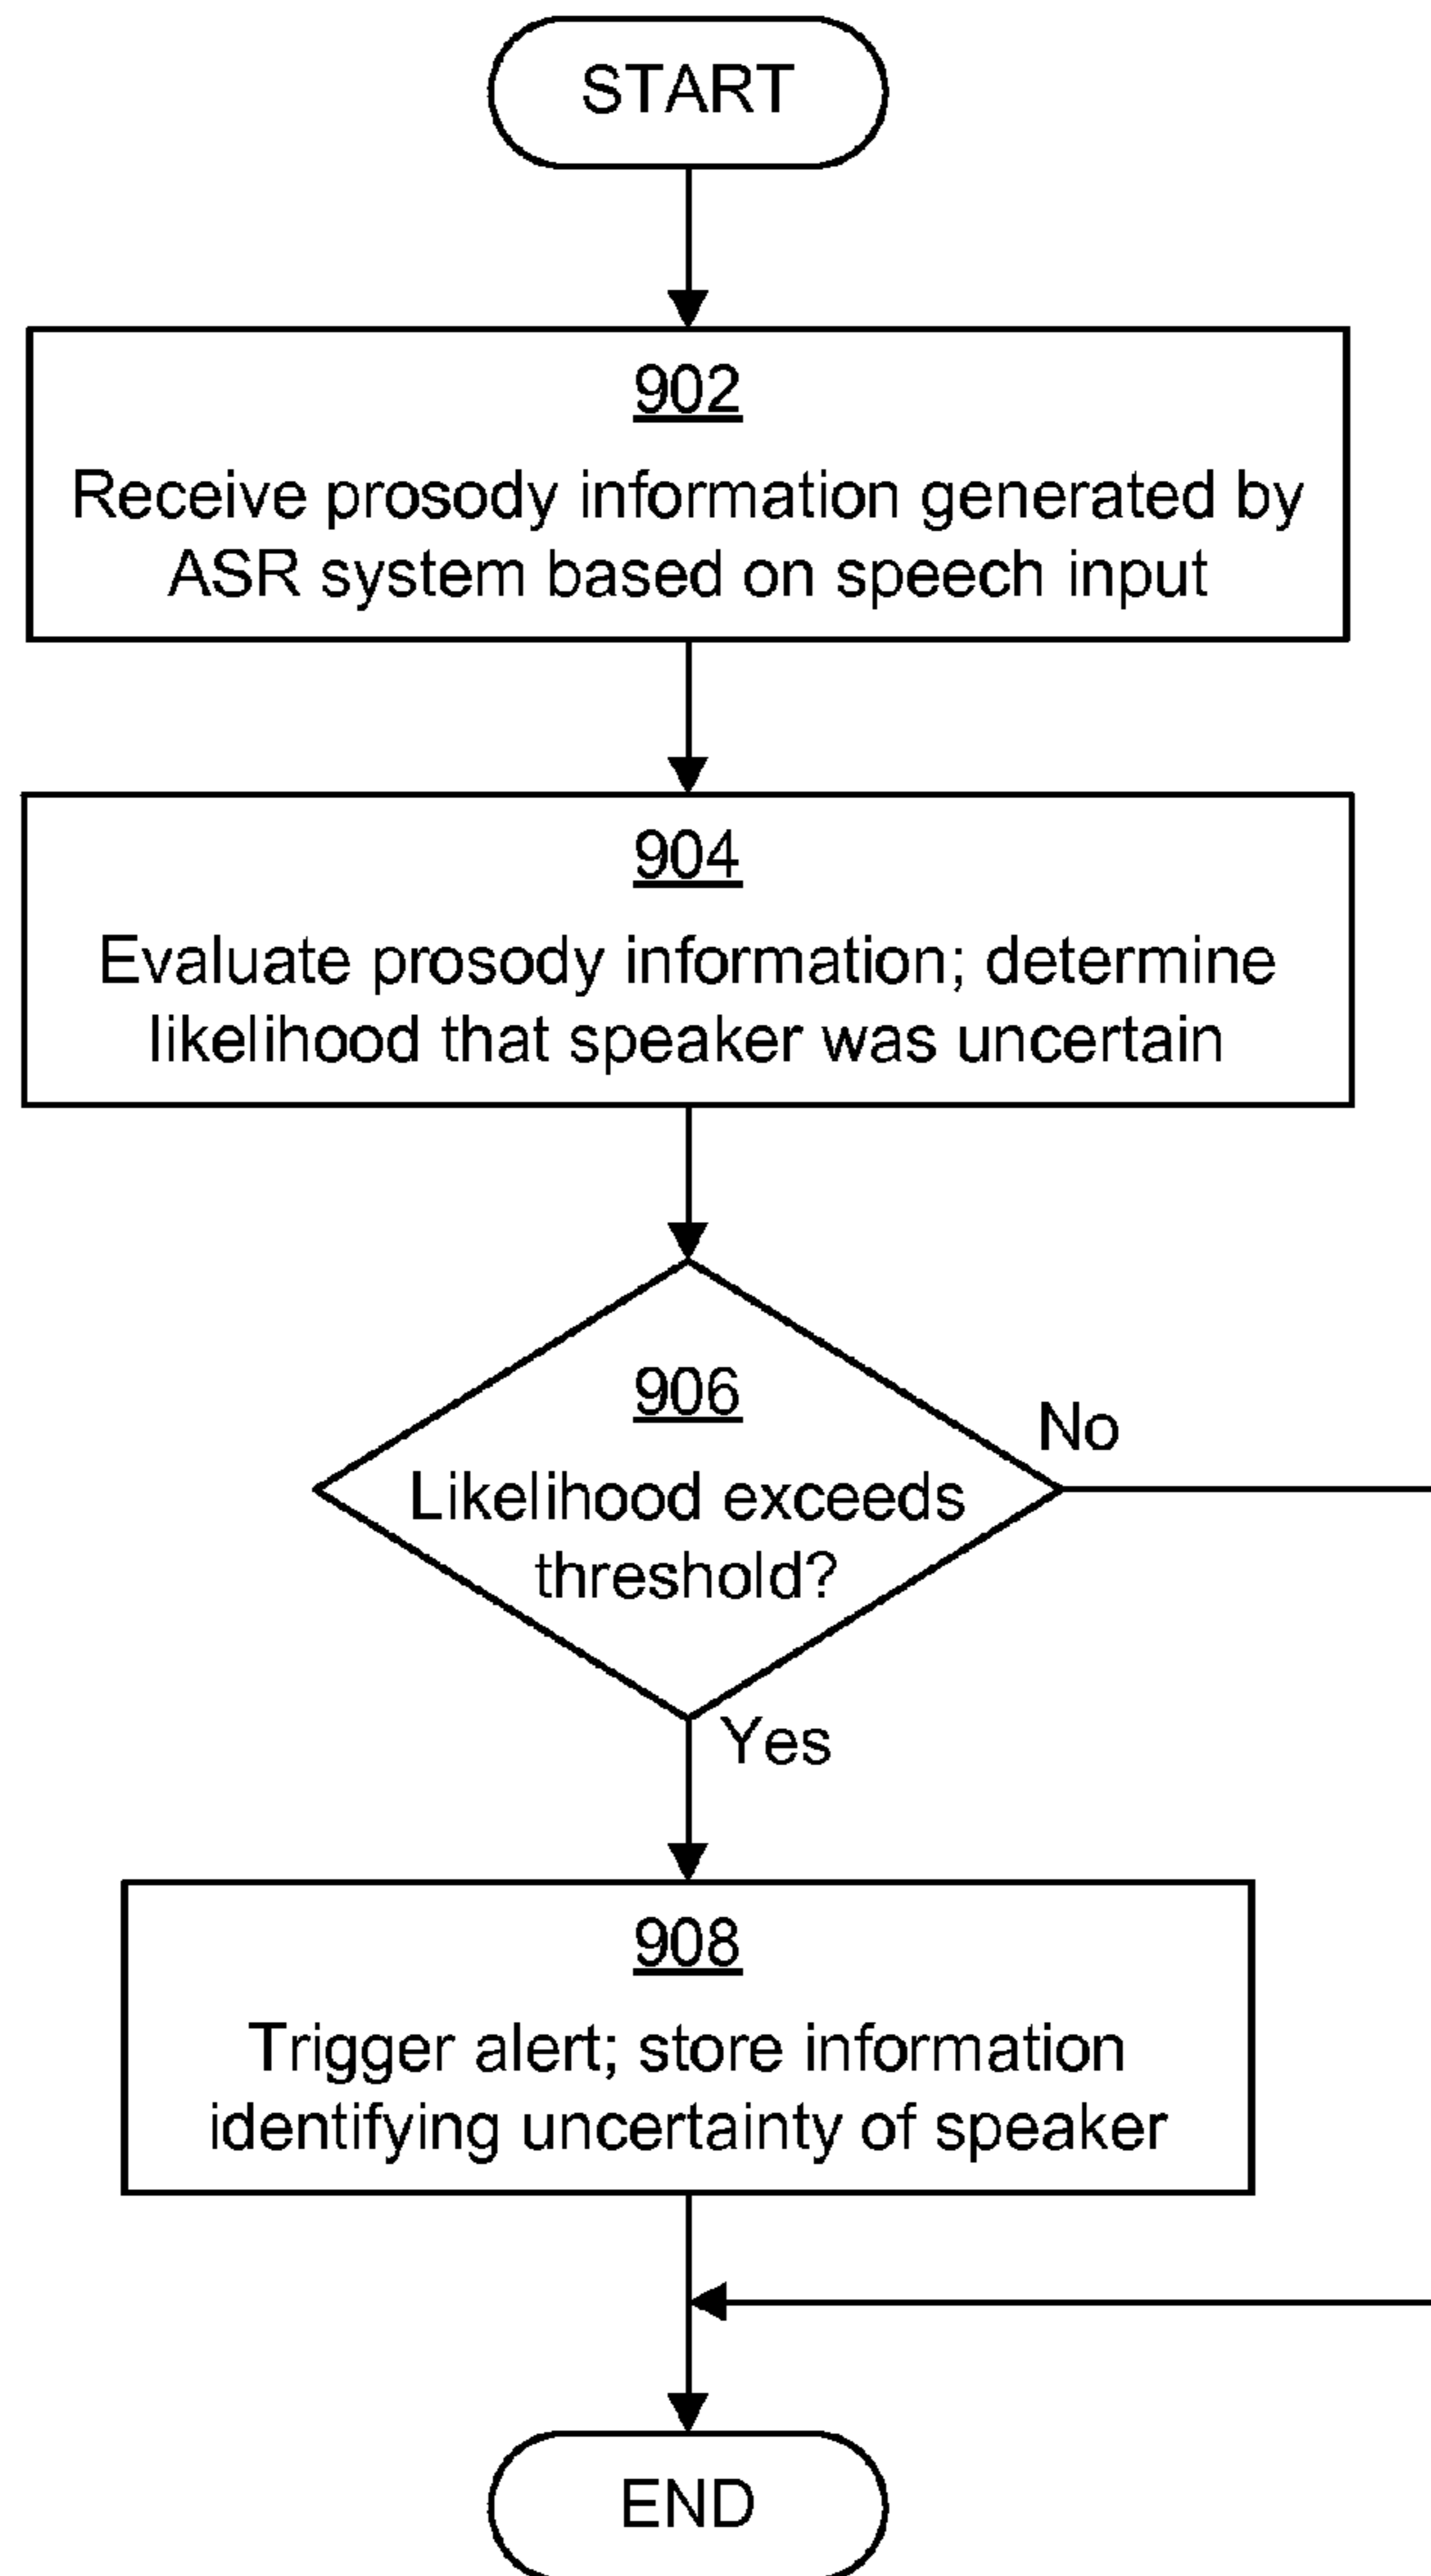 START
902
Receive prosody information generated by
ASR system based on speech input
904
Evaluate prosody information; determine
likelihood that speaker was uncertain
906
Likelihood exceeds
threshold?
No
Yes
908
Trigger alert; store information
identifying uncertainty of speaker
END